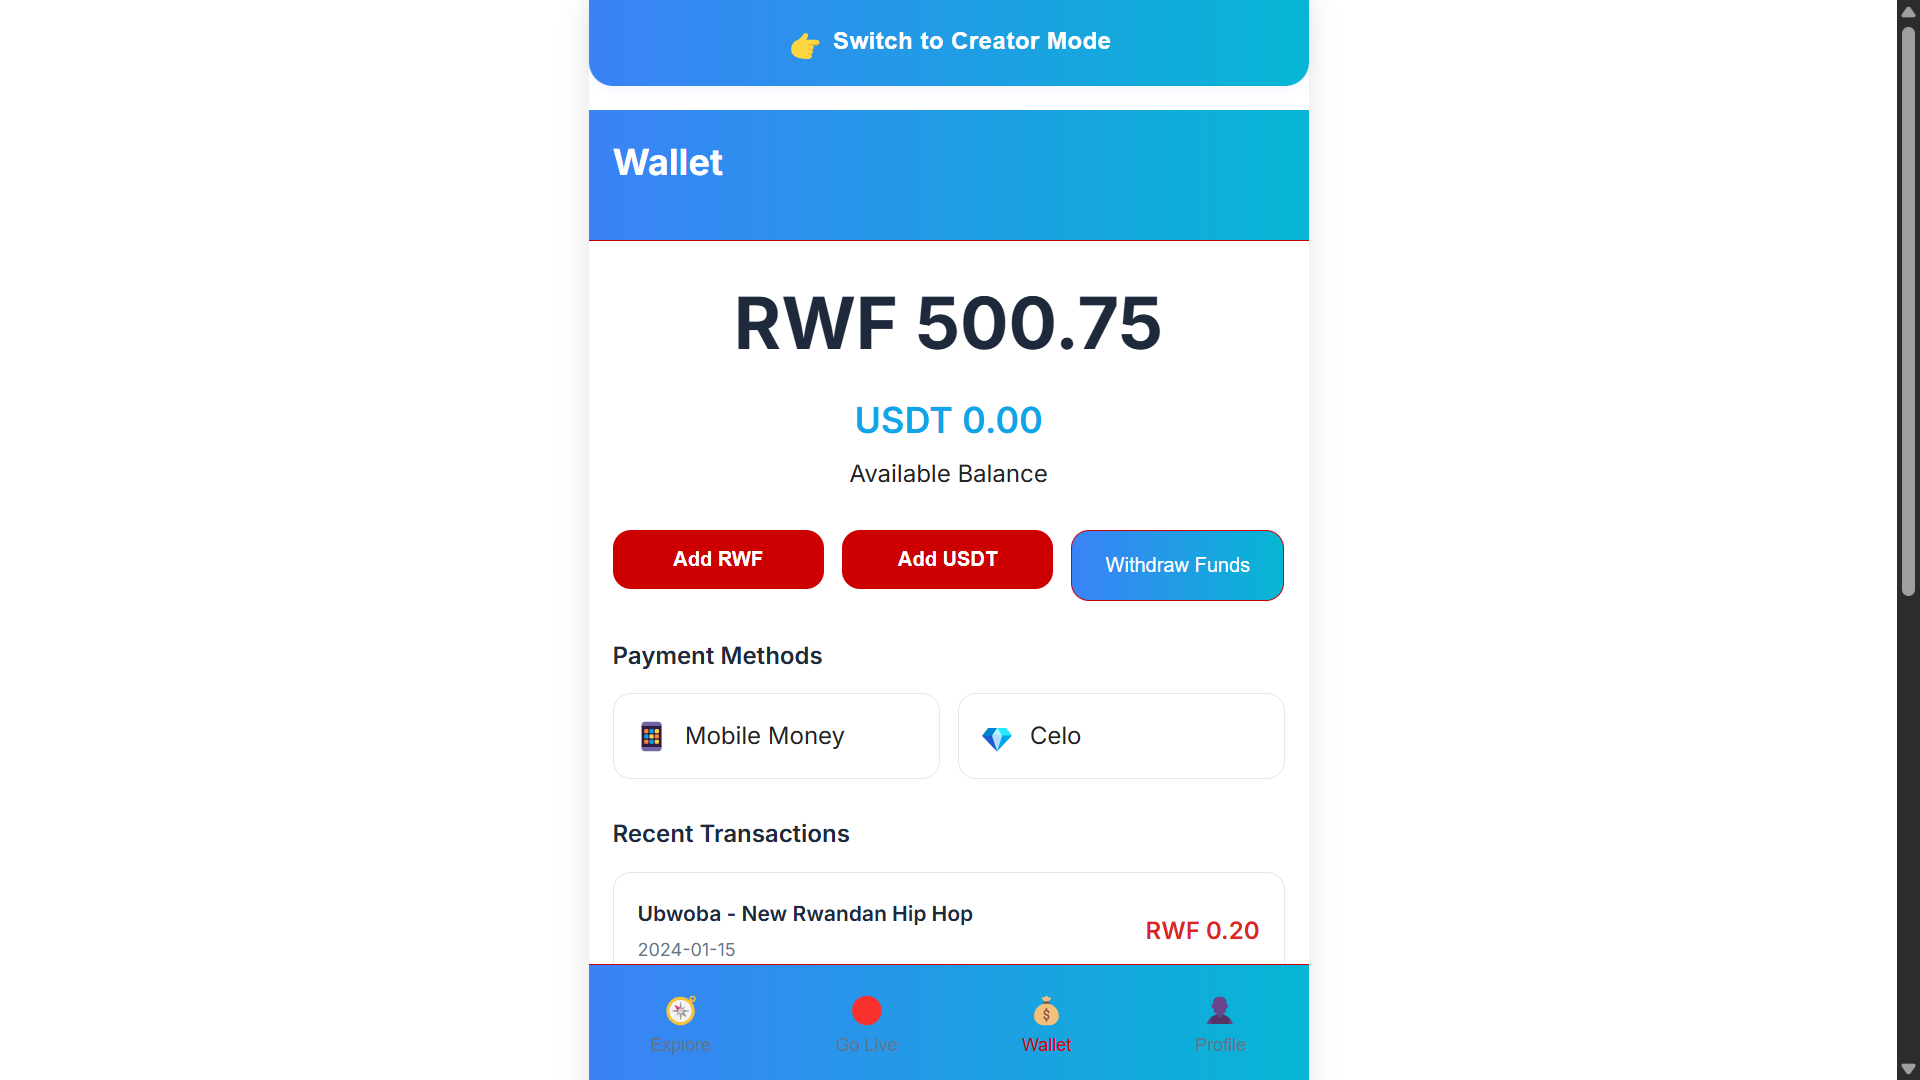 Switch to Creator Mode
Wallet
RWF 500.75
USDT 0.00
Available Balance
Add RWF
Add USDT
Withdraw Funds
Payment Methods
Mobile Money
Celo
Recent Transactions
Ubwoba - New Rwandan Hip Hop
RWF 0.20
2024-01-15
Explore
Go Live
Wallet
Profile